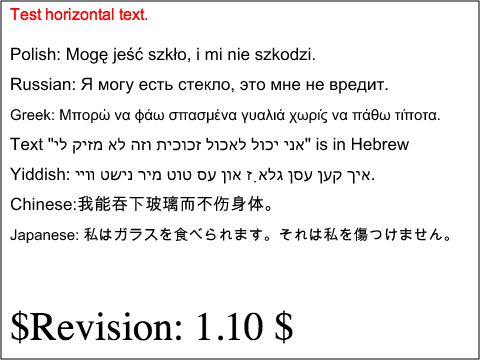 Test horizontal text.
Polish: Mogę jeść szkło, i mi nie szkodzi.
Russian: Я могу есть стекло, это мне не вредит.
Greek: Μπορώ να φάω σπασμένα γυαλιά χωρίς να πάθω τίποτα.
Text "אני יכול לאכול זכוכית וזה לא מזיק לי" is in Hebrew
Yiddish: איך קען עסן גלאָז און עס טוט מיר נישט וויי.
Chinese:我能吞下玻璃而不伤身体。
Japanese: 私はガラスを食べられます。それは私を傷つけません。
$Revision: 1.10 $